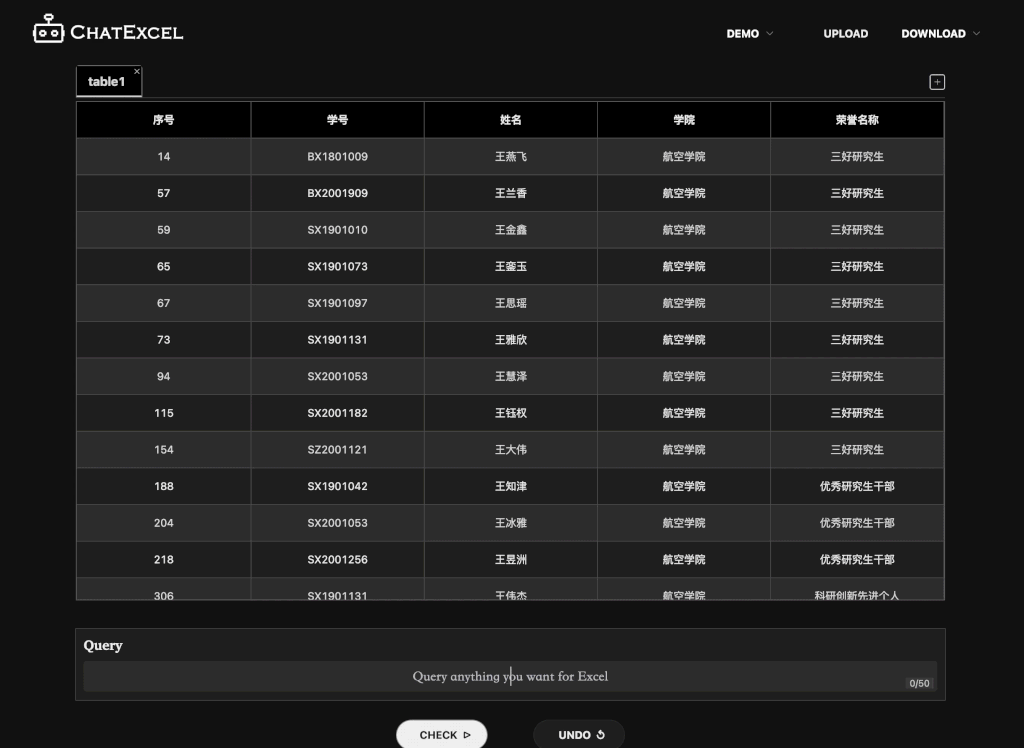 CHATEXCEL DEMO UPLOAD DOWNLOAD
table1
序号 学号 姓名 学院 荣誉名称
14 BX1801009 王燕飞 航空学院 三好研究生
57 BX2001909 王兰香 航空学院 三好研究生
59 SX1901010 王金鑫 航空学院 三好研究生
65 SX1901073 王銮玉 航空学院 三好研究生
67 SX1901097 王思瑶 航空学院 三好研究生
73 SX1901131 王雅欣 航空学院 三好研究生
94 SX2001053 王慧泽 航空学院 三好研究生
115 SX2001182 王钰权 航空学院 三好研究生
154 SZ2001121 王大伟 航空学院 三好研究生
188 SX1901042 王知津 航空学院 优秀研究生干部
204 SX2001053 王冰雅 航空学院 优秀研究生干部
218 SX2001256 王昱洲 航空学院 优秀研究生干部
306 SX1901131 王伟杰 航空学院 科研创新先进个人
Query
Query anything you want for Excel
0/50
CHECK UNDO